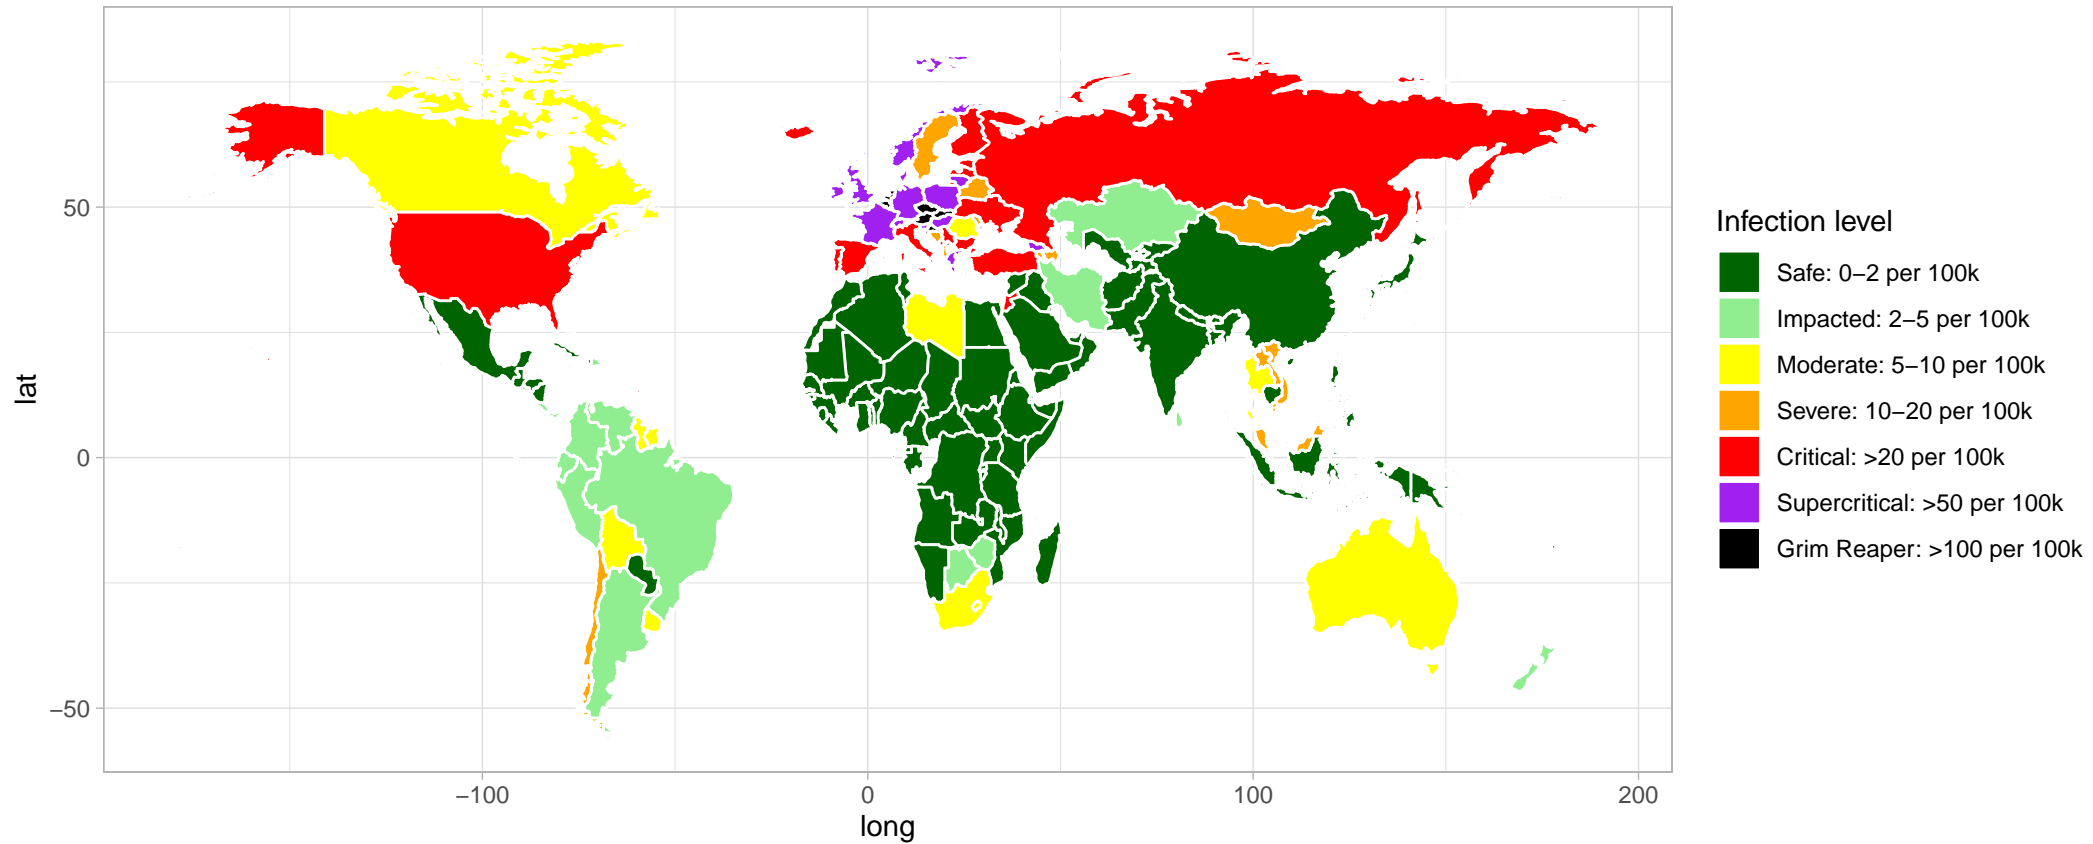 50
0
−50
lat
−100
0
100
200
long
Infection level
Safe: 0−2 per 100k
Impacted: 2−5 per 100k
Moderate: 5−10 per 100k
Severe: 10−20 per 100k
Critical: >20 per 100k
Supercritical: >50 per 100k
Grim Reaper: >100 per 100k